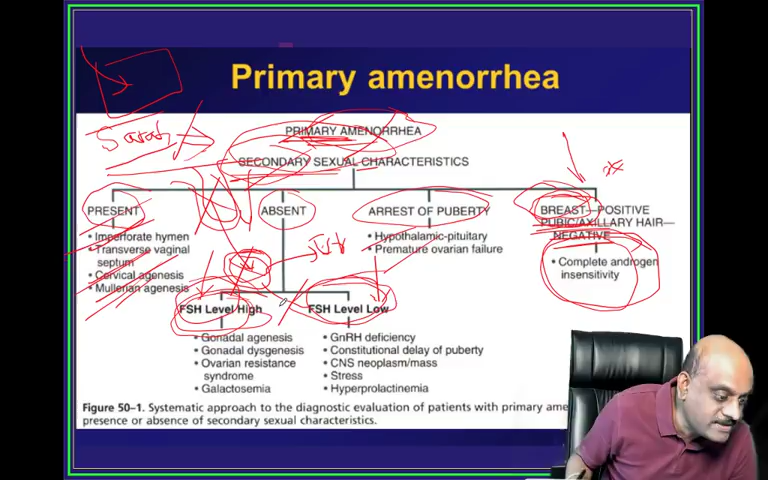 Primary amenorrhea
Sarah
PRIMARY AMENORRHEA
SECONDARY SEXUAL CHARACTERISTICS
PRESENT
• Imperforate hymen
• Transverse vaginal
septum
• Cervical agenesis
• Mullerian agenesis
ABSENT
FSH Level High
• Gonadal agenesis
• Gonadal dysgenesis
• Ovarian resistance
syndrome
• Galactosemia
FSH Level Low
• GnRH deficiency
• Constitutional delay of puberty
• CNS neoplasm/mass
• Stress
• Hyperprolactinemia
ARREST OF PUBERTY
• Hypothalamic-pituitary
• Premature ovarian failure
BREAST—POSITIVE
PUBIC/AXILLARY HAIR—
NEGATIVE
• Complete androgen
insensitivity
Figure 50–1. Systematic approach to the diagnostic evaluation of patients with primary ame
presence or absence of secondary sexual characteristics.